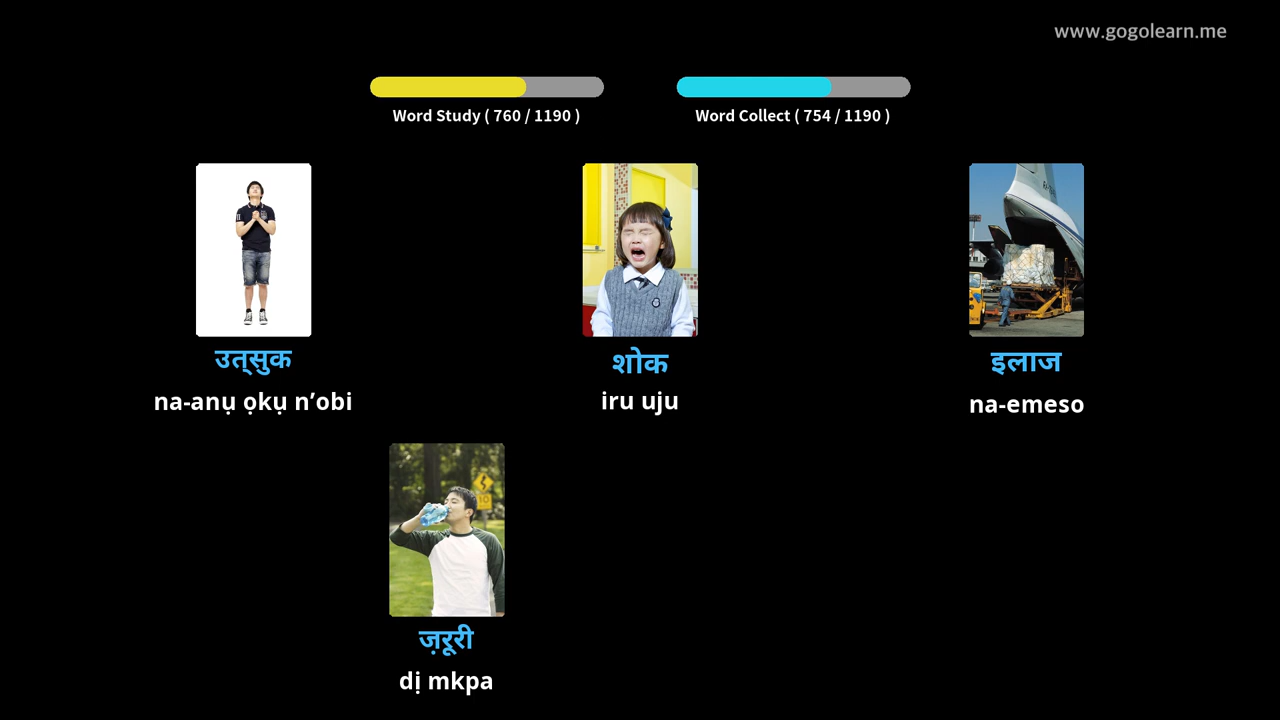 www.gogolearn.me
Word Study ( 760 / 1190 )
Word Collect ( 754 / 1190 )
उत्सुक
na-anụ ọkụ n’obi
शोक
iru uju
इलाज
na-emeso
ज़रूरी
dị mkpa